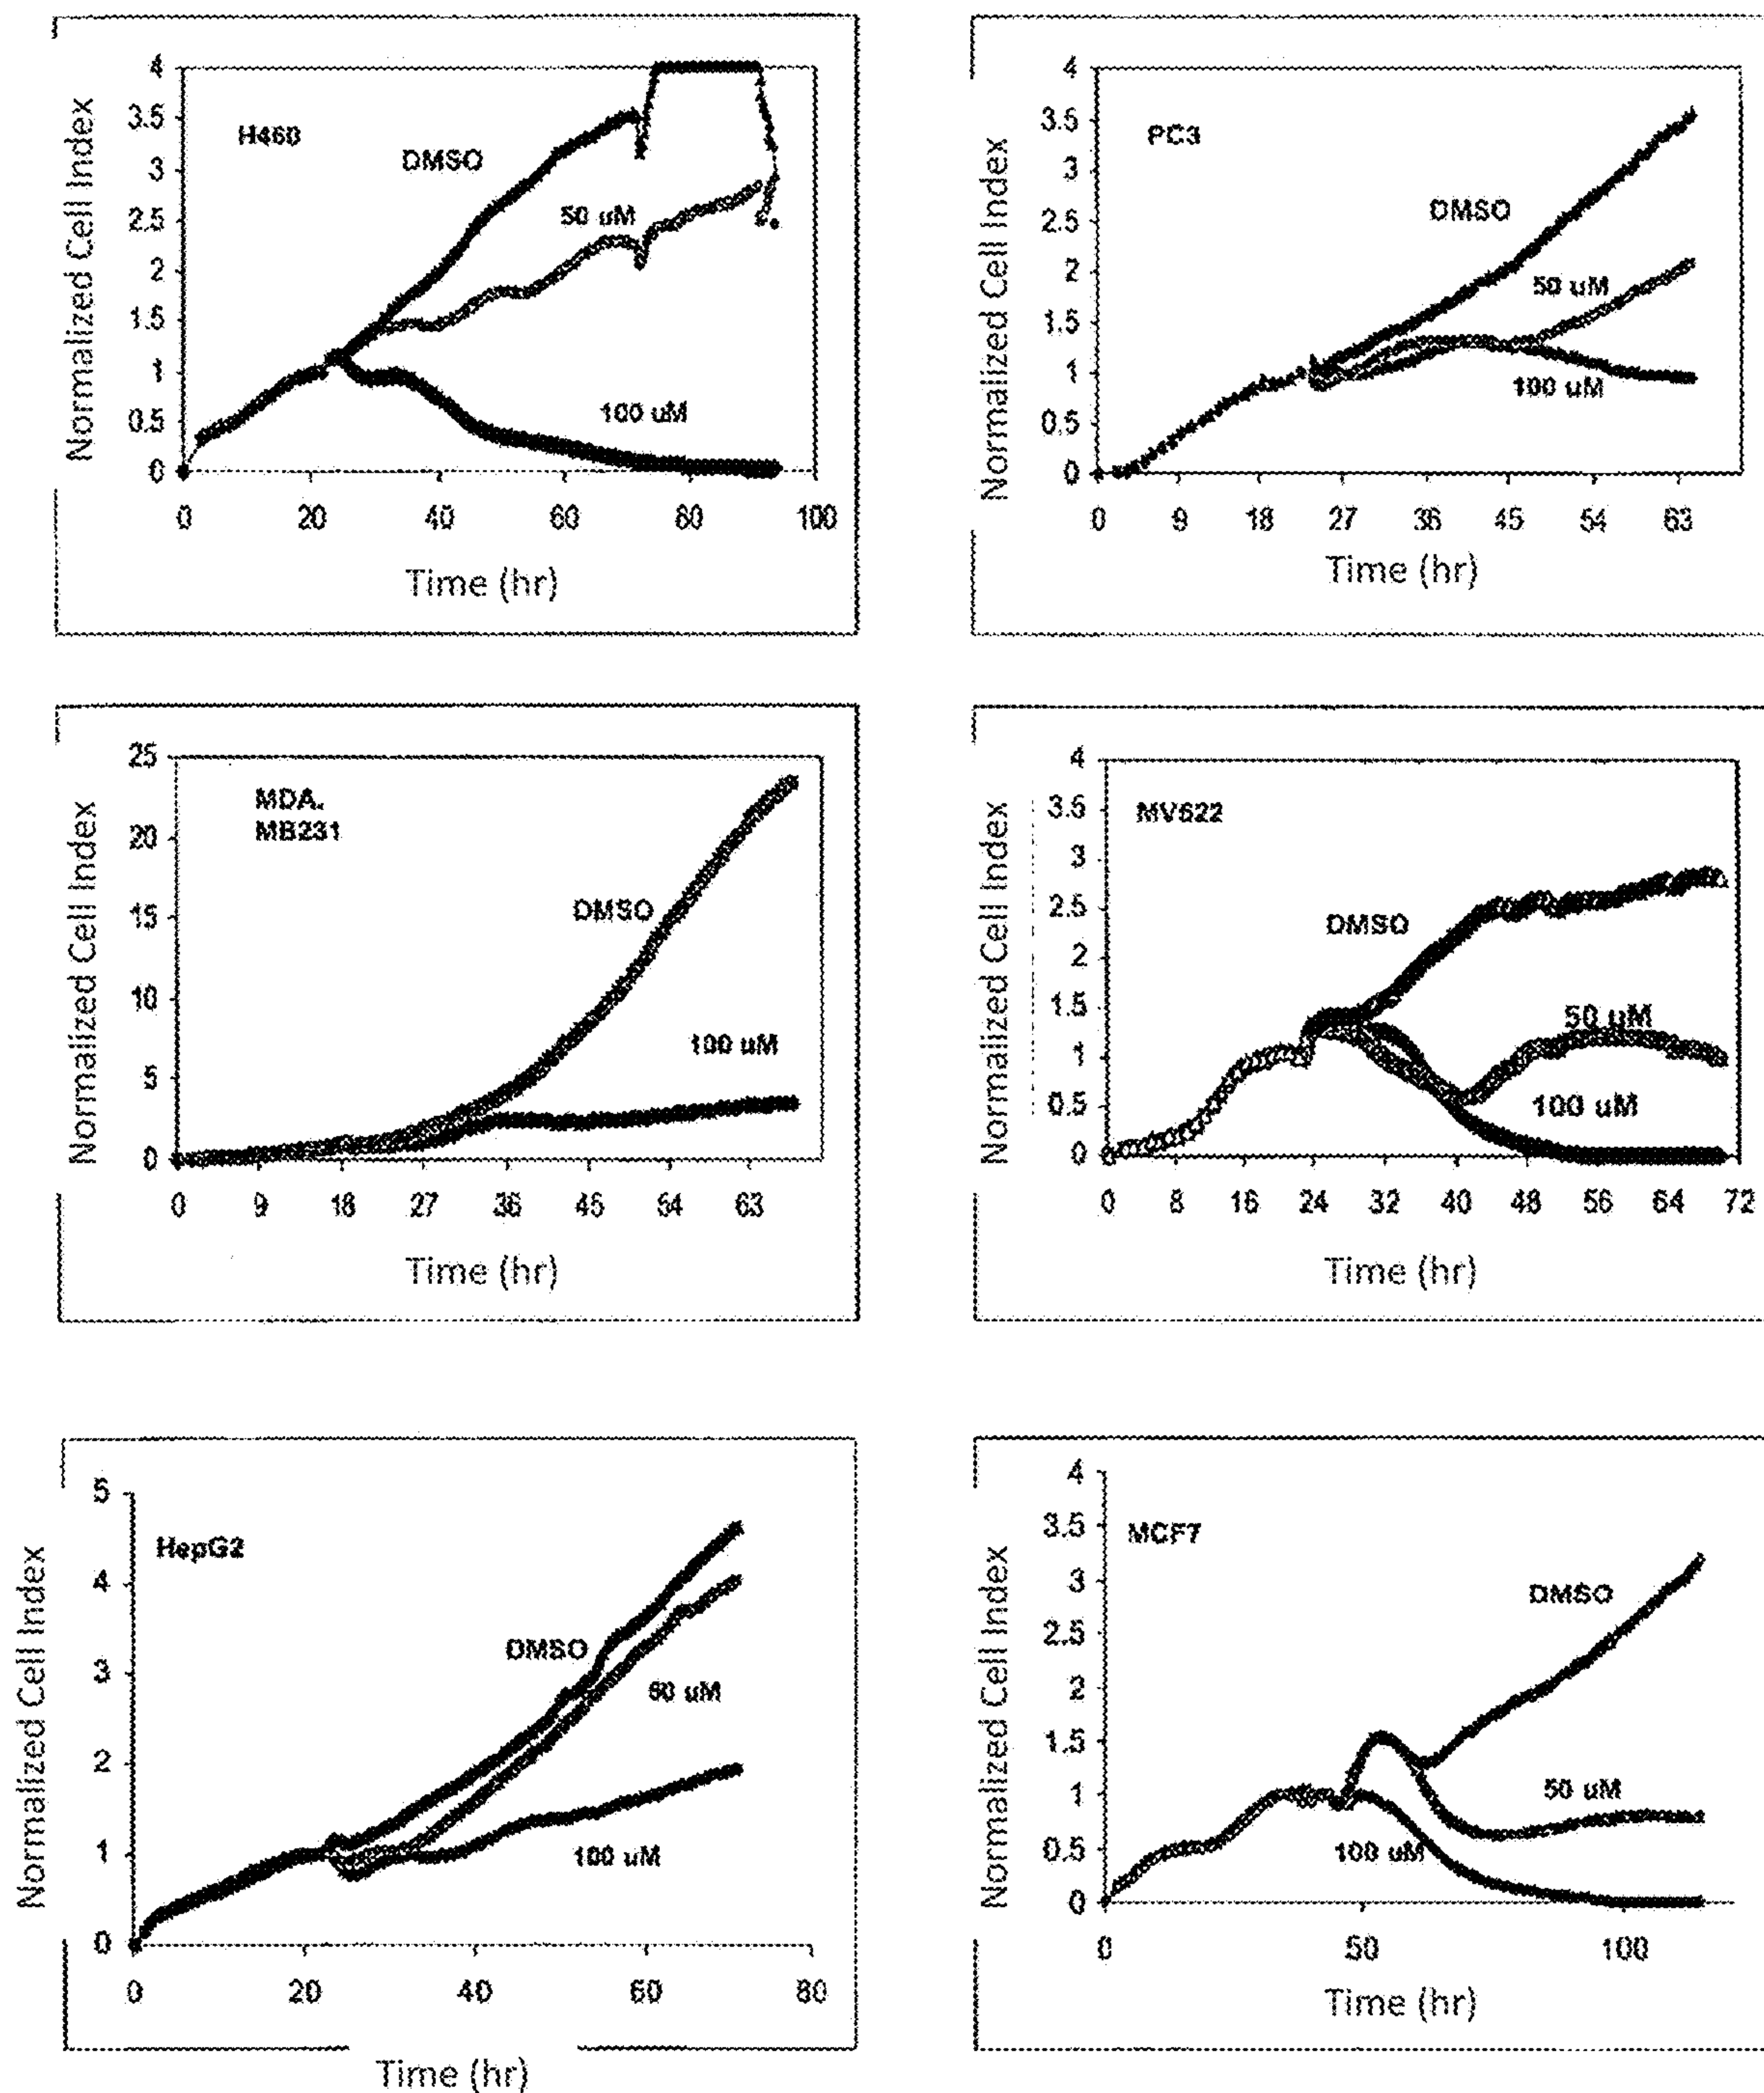 Normalized Cell Index
4
3.5
3
2.5
2
1.5
1
0.5
0
H460
DMSO
50 uM
100 uM
0 20 40 60 80 100
Time (hr)
Normalized Cell Index
4
3.5
3
2.5
2
1.5
1
0.5
0
PC3
DMSO
50 uM
100 uM
0 9 18 27 36 45 54 63
Time (hr)
Normalized Cell Index
25
20
15
10
5
0
MDA.
MB231
DMSO
100 uM
0 9 18 27 36 45 54 63
Time (hr)
Normalized Cell Index
4
3.5
3
2.5
2
1.5
1
0.5
0
MV522
DMSO
50 uM
100 uM
0 8 16 24 32 40 48 56 64 72
Time (hr)
Normalized Cell Index
5
4
3
2
1
0
HepG2
DMSO
50 uM
100 uM
0 20 40 60 80
Time (hr)
Normalized Cell Index
4
3.5
3
2.5
2
1.5
1
0.5
0
MCF7
DMSO
50 uM
100 uM
0 50 100
Time (hr)